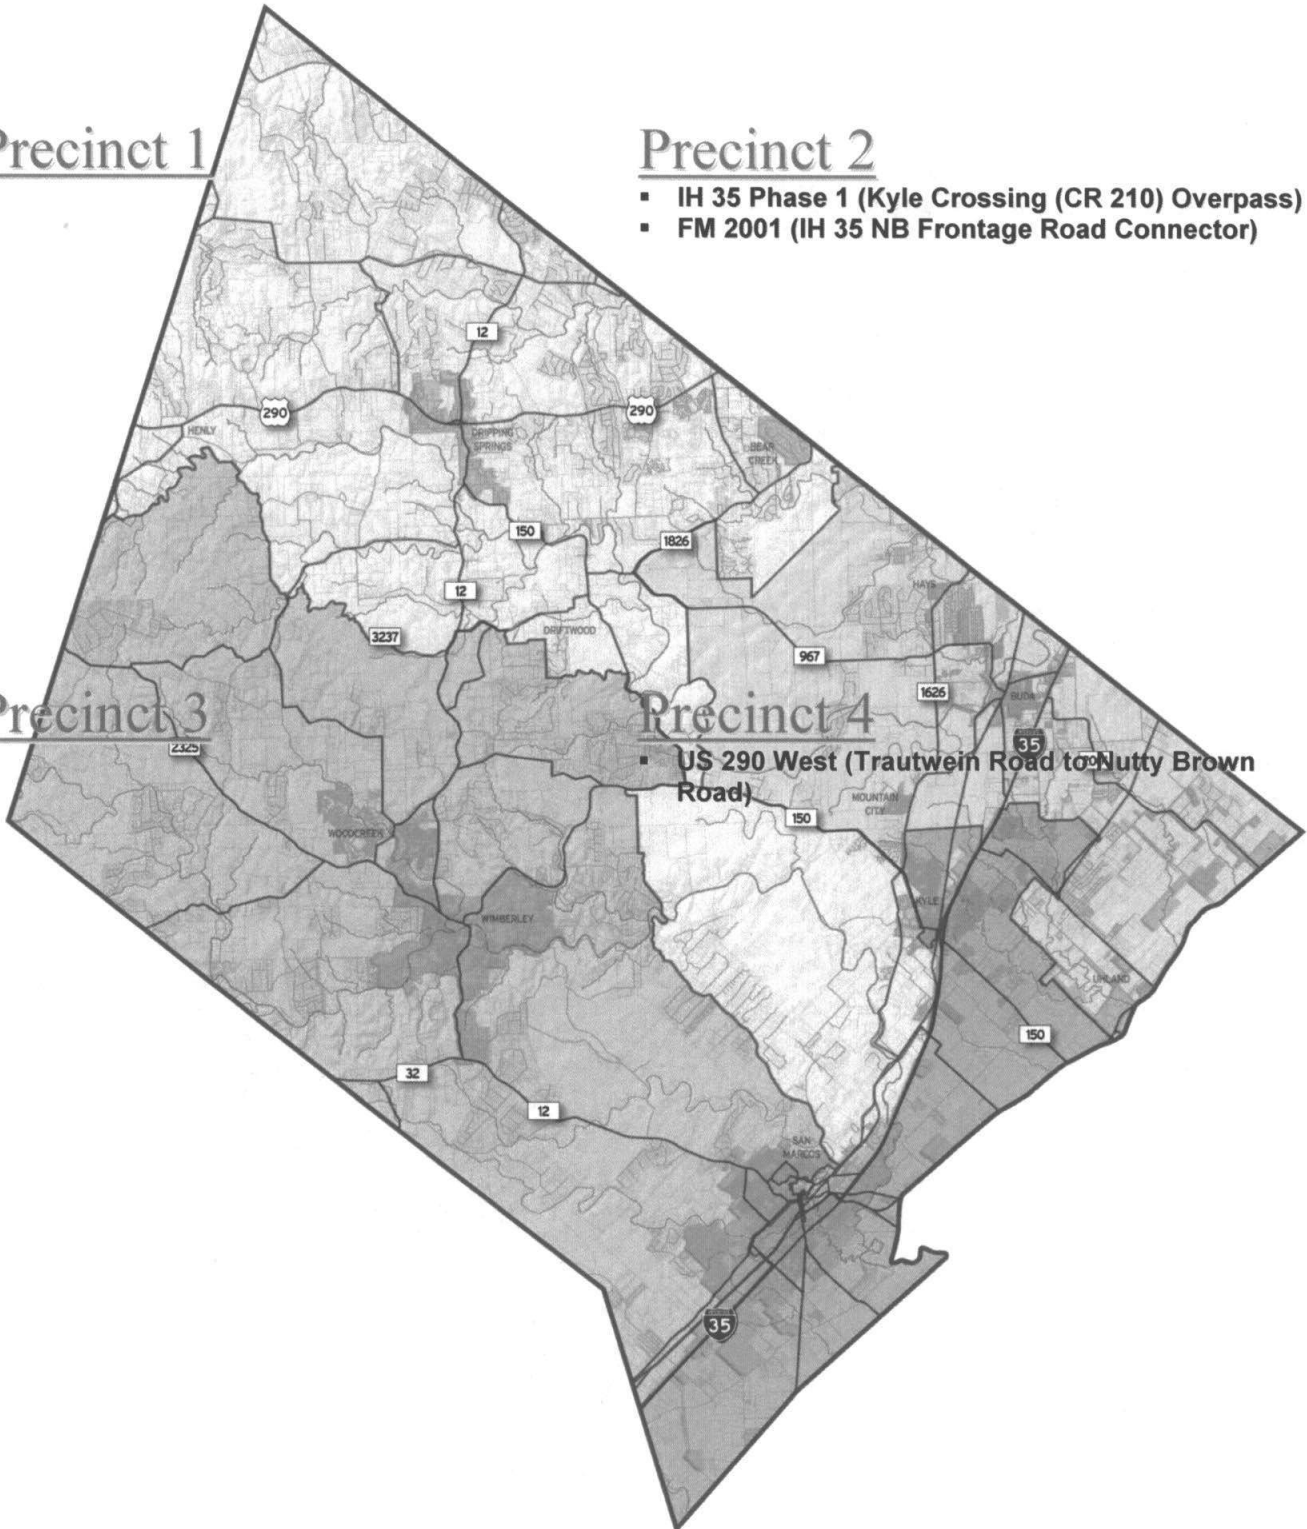 Precinct 1
Precinct 2
▪ IH 35 Phase 1 (Kyle Crossing (CR 210) Overpass)
▪ FM 2001 (IH 35 NB Frontage Road Connector)
12
290
290
HENLY
DRIPPING
SPRINGS
BEAR
CREEK
150
1826
HAYS
12
3237
DRIFTWOOD
967
1626
BUDA
Precinct 3
Precinct 4
2325
35
▪ US 290 West (Trautwein Road to Nutty Brown
Road)
MOUNTAIN
CITY
150
WOODCREEK
KYLE
WIMBERLEY
UHLAND
150
32
12
SAN
MARCOS
35